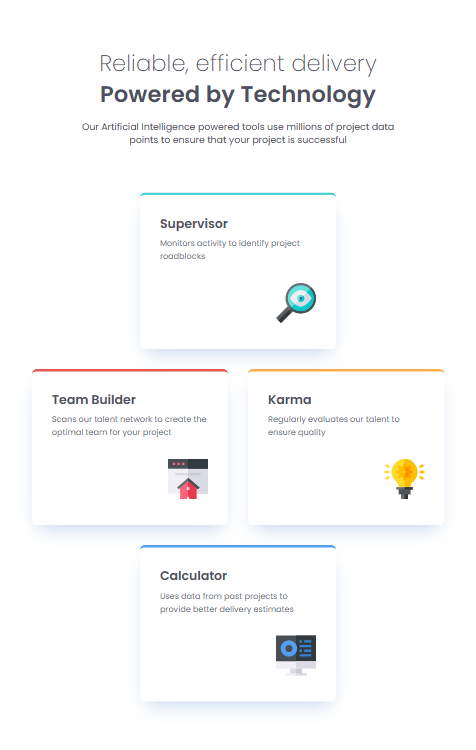 Reliable, efficient delivery
Powered by Technology
Our Artificial Intelligence powered tools use millions of project data
points to ensure that your project is successful
Supervisor
Monitors activity to identify project
roadblocks
Team Builder
Scans our talent network to create the
optimal team for your project
Karma
Regularly evaluates our talent to
ensure quality
Calculator
Uses data from past projects to
provide better delivery estimates